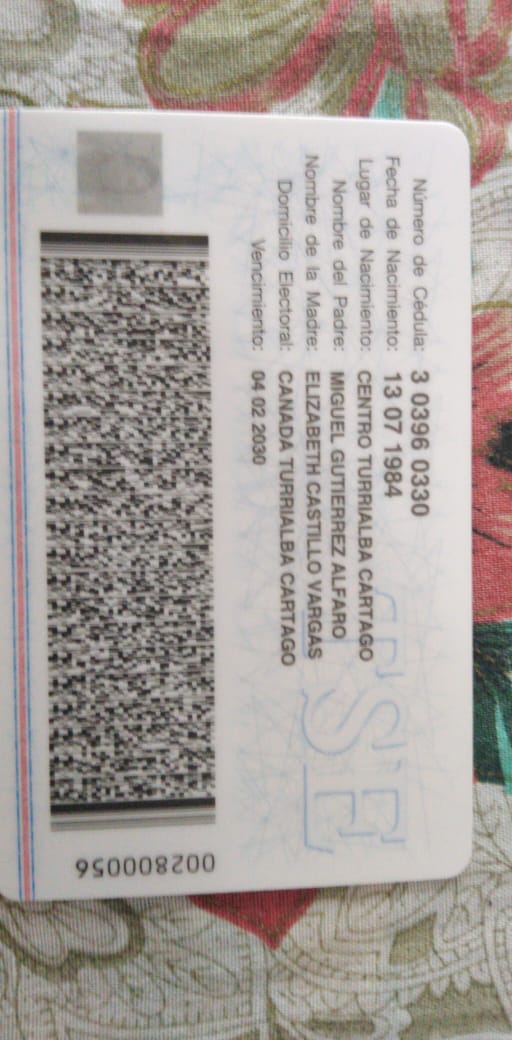 Número de Cédula: 3 0396 0330
Fecha de Nacimiento: 13 07 1984
Lugar de Nacimiento: CENTRO TURRIALBA CARTAGO
Nombre del Padre: MIGUEL GUTIERREZ ALFARO
Nombre de la Madre: ELIZABETH CASTILLO VARGAS
Domicilio Electoral: CANADA TURRIALBA CARTAGO
Vencimiento: 04 02 2030
TSE
002800056